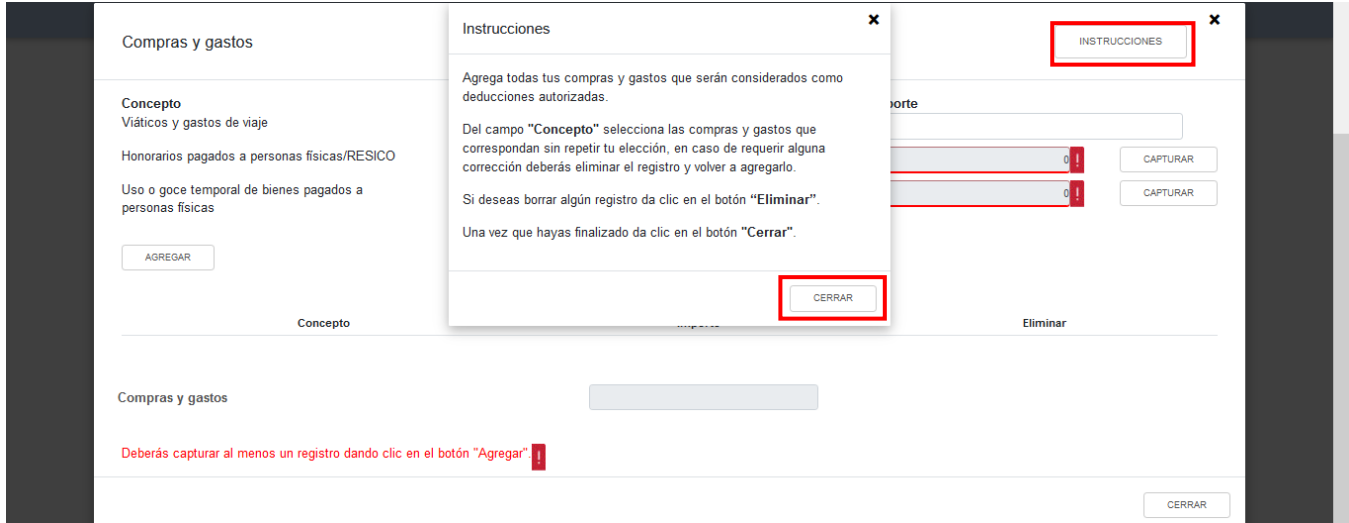 Compras y gastos
INSTRUCCIONES
Concepto
Viáticos y gastos de viaje
Honorarios pagados a personas físicas/RESICO
Uso o goce temporal de bienes pagados a
personas físicas
AGREGAR
Instrucciones
Agrega todas tus compras y gastos que serán considerados como
deducciones autorizadas.
Del campo "Concepto" selecciona las compras y gastos que
correspondan sin repetir tu elección, en caso de requerir alguna
corrección deberás eliminar el registro y volver a agregarlo.
Si deseas borrar algún registro da clic en el botón “Eliminar”.
Una vez que hayas finalizado da clic en el botón "Cerrar".
CERRAR
porte
0 ! CAPTURAR
0 ! CAPTURAR
Concepto Importe Eliminar
Compras y gastos
Deberás capturar al menos un registro dando clic en el botón "Agregar". !
CERRAR